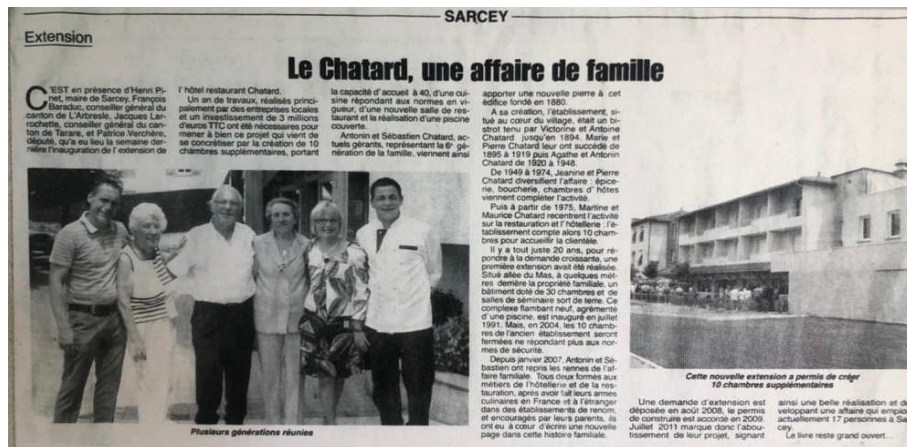 SARCEY
Extension
Le Chatard, une affaire de famille
C'EST en présence d'Henri Pi-
net, maire de Sarcey, François
Baraduc, conseiller général du
canton de L'Arbresle, Jacques Lar-
rochette, conseiller général du can-
ton de Tarare, et Patrice Verchère,
député, qu'a eu lieu la semaine der-
nière l'inauguration de l'extension de
l'hôtel restaurant Chatard.
Un an de travaux, réalisés princi-
palement par des entreprises locales
et un investissement de 3 millions
d'euros TTC ont été nécessaires pour
mener à bien ce projet qui vient de
se concrétiser par la création de 10
chambres supplémentaires, portant
la capacité d'accueil à 40, d'une cui-
sine répondant aux normes en vi-
gueur, d'une nouvelle salle de res-
taurant et la réalisation d'une piscine
couverte.
Antonin et Sébastien Chatard, ac-
tuels gérants, représentant la 6e gé-
nération de la famille, viennent ainsi
apporter une nouvelle pierre à cet
édifice fondé en 1880.
A sa création, l'établissement, si-
tué au cœur du village, était un bis-
trot tenu par Victorine et Antoine
Chatard jusqu'en 1894. Marie et
Pierre Chatard leur ont succédé de
1895 à 1919 puis Agathe et Antonin
Chatard de 1920 à 1948.
De 1949 à 1974, Jeanine et Pierre
Chatard diversifient l'affaire : épice-
rie, boucherie, chambres d'hôtes
viennent compléter l'activité.
Puis à partir de 1975, Martine et
Maurice Chatard recentrent l'activité
sur la restauration et l'hôtellerie : l'é-
tablissement compte alors 10 cham-
bres pour accueillir la clientèle.
Il y a tout juste 20 ans, pour ré-
pondre à la demande croissante, une
première extension avait été réalisée.
Situé allée du Mas, à quelques mèt-
res derrière la propriété familiale, un
bâtiment doté de 30 chambres et de
salles de séminaire sort de terre. Ce
complexe flambant neuf, agrémenté
d'une piscine, est inauguré en juillet
1991. Mais, en 2004, les 10 chamb-
res de l'ancien établissement seront
fermées ne répondant plus aux nor-
mes de sécurité.
Depuis janvier 2007, Antonin et Sé-
bastien ont repris les rennes de l'af-
faire familiale. Tous deux formés aux
métiers de l'hôtellerie et de la res-
tauration, après avoir fait leurs armes
culinaires en France et à l'étranger
dans des établissements de renom,
et encouragés par leurs parents, ils
ont eu à cœur d'écrire une nouvelle
page dans cette histoire familiale.
Plusieurs générations réunies
Cette nouvelle extension a permis de créer
10 chambres supplémentaires
Une demande d'extension est
déposée en août 2008, le permis
de construire est accordé en 2009.
Juillet 2011 marque donc l'abou-
tissement de leur projet, signant
ainsi une belle réalisation et
veloppant une affaire qui
actuellement 17 personnes à
cey.
Le livre reste grand ouvert...